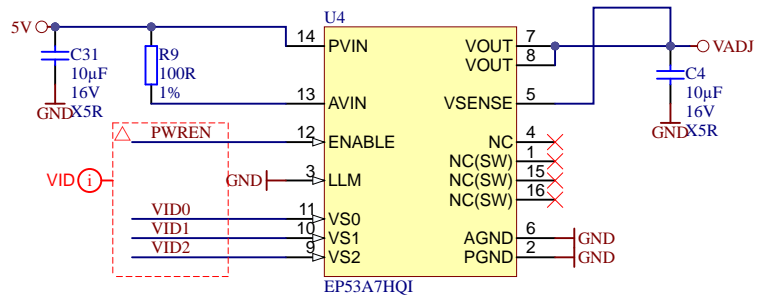 U4
5V
C31
10µF
16V
X5R
GND
R9
100R
1%
14 PVIN
13 AVIN
PWREN 12 ENABLE
GND 3 LLM
VID
i
VID0 11 VS0
VID1 10 VS1
VID2 9 VS2
VOUT 7
VOUT 8
VSENSE 5
NC 4
NC(SW) 1
NC(SW) 15
NC(SW) 16
AGND 6 GND
PGND 2 GND
VADJ
C4
10µF
16V
X5R
GND
EP53A7HQI